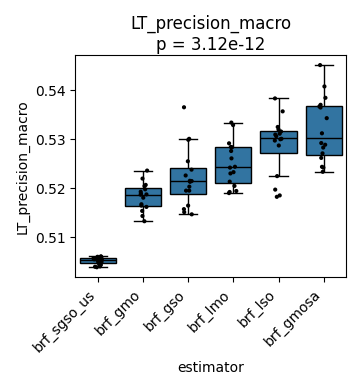 LT_precision_macro
p = 3.12e-12
LT_precision_macro
0.54
0.53
0.52
0.51
brf_sgso_us
brf_gmo
brf_gso
brf_lmo
brf_lso
brf_gmosa
estimator